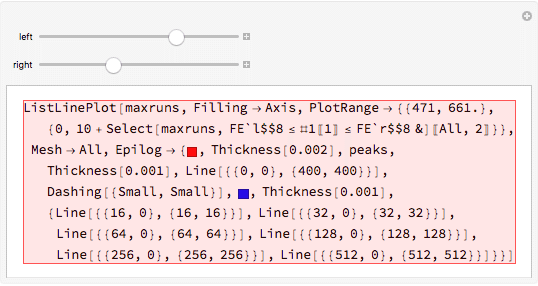 left
right
ListLinePlot[maxruns, Filling → Axis, PlotRange → {{471, 661.},
{0, 10 + Select[maxruns, FE`l$$8 ≤ #1〚1〛 ≤ FE`r$$8 &]〚All, 2〛}},
Mesh → All, Epilog → {■, Thickness[0.002], peaks,
Thickness[0.001], Line[{{0, 0}, {400, 400}}],
Dashing[{Small, Small}], ■, Thickness[0.001],
{Line[{{16, 0}, {16, 16}}], Line[{{32, 0}, {32, 32}}],
Line[{{64, 0}, {64, 64}}], Line[{{128, 0}, {128, 128}}],
Line[{{256, 0}, {256, 256}}], Line[{{512, 0}, {512, 512}}]}}]